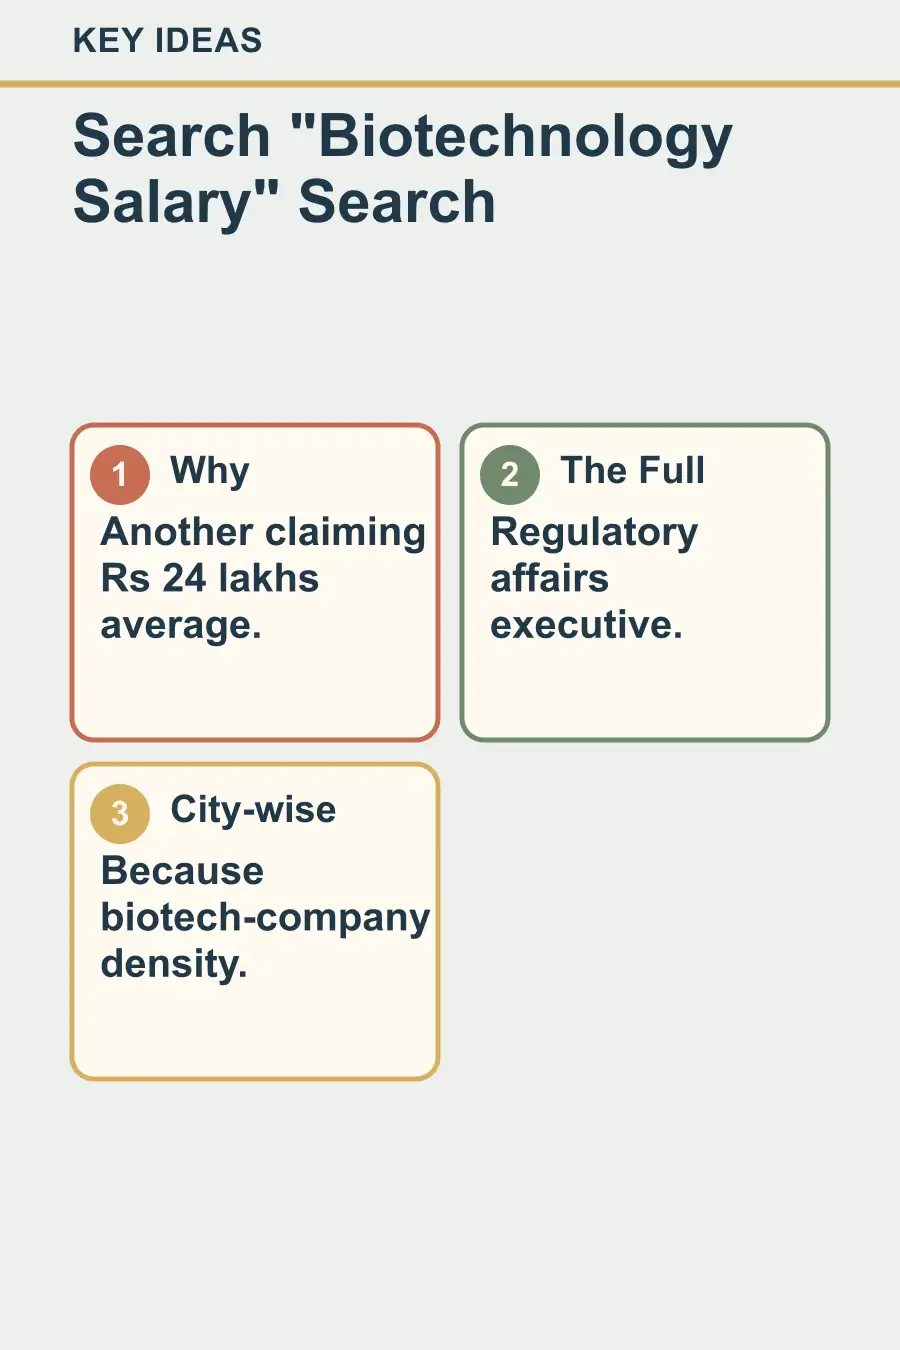 KEY IDEAS
Search "Biotechnology
Salary" Search
1 Why
Another claiming
Rs 24 lakhs
average.
2 The Full
Regulatory
affairs
executive.
3 City-wise
Because
biotech-company
density.